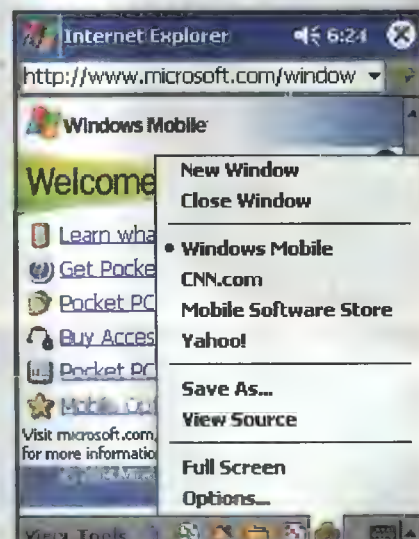 Internet Explorer 6:24
http://www.microsoft.com/window
Windows Mobile
Welcome
New Window
Close Window
Learn wha
• Windows Mobile
Get Pocke
CNN.com
Pocket PC
Mobile Software Store
Buy Acces
Yahoo!
Pocket PC
Save As...
Mobile
View Source
Visit microsoft.com,
for more informatio
Full Screen
Options...
View Tools